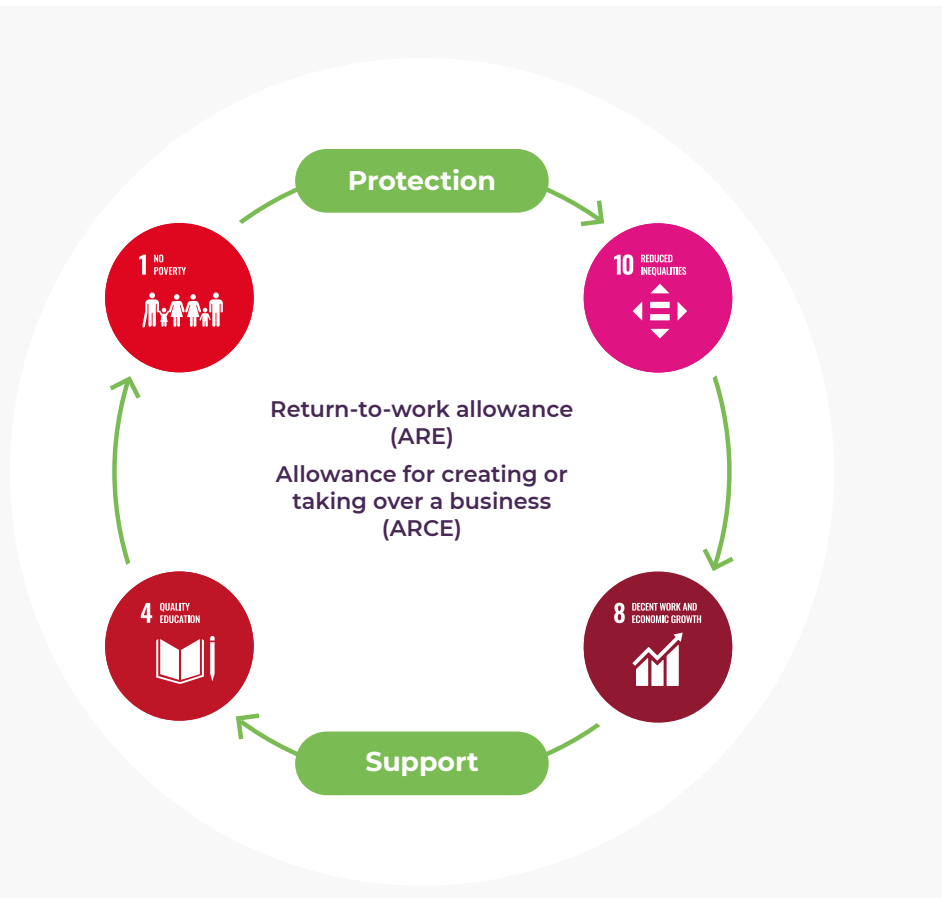 Protection
1 NO
POVERTY
10 REDUCED
INEQUALITIES
Return-to-work allowance
(ARE)
Allowance for creating or
taking over a business
(ARCE)
4 QUALITY
EDUCATION
8 DECENT WORK AND
ECONOMIC GROWTH
Support